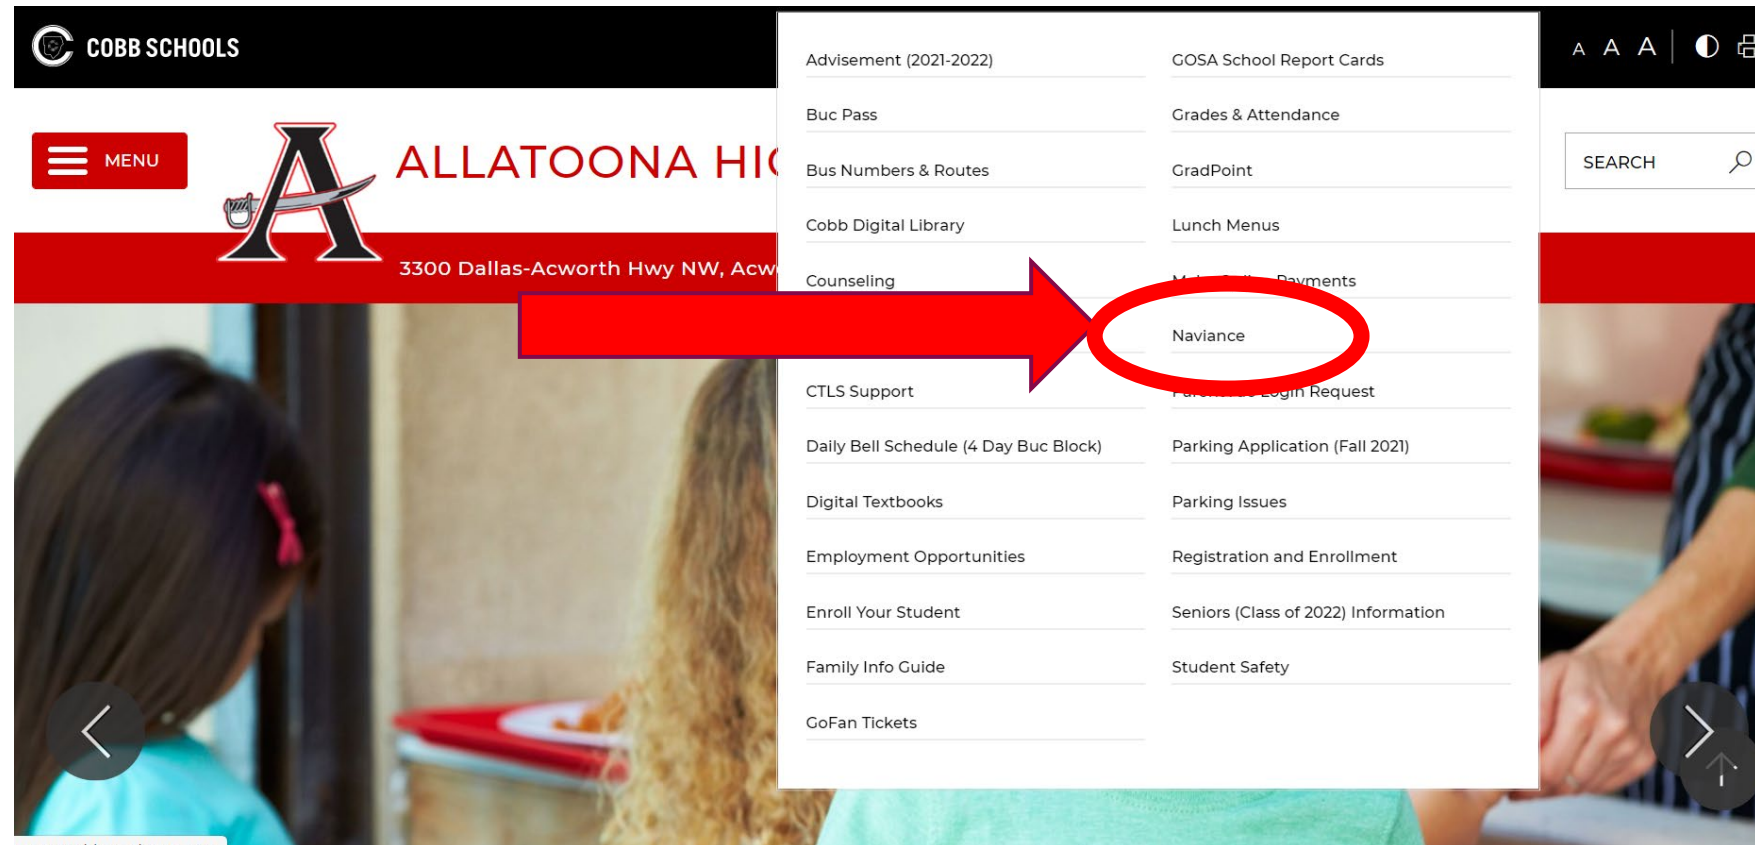 COBB SCHOOLS
A A A
MENU
ALLATOONA
SEARCH
3300 Dallas-Acworth Hwy NW,
Advisement (2021-2022)
Buc Pass
Bus Numbers & Routes
Cobb Digital Library
Counseling
CTLS Support
Daily Bell Schedule (4 Day Buc Block)
Digital Textbooks
Employment Opportunities
Enroll Your Student
Family Info Guide
GoFan Tickets
GOSA School Report Cards
Grades & Attendance
GradPoint
Lunch Menus
Payments
Naviance
Login Request
Parking Application (Fall 2021)
Parking Issues
Registration and Enrollment
Seniors (Class of 2022) Information
Student Safety